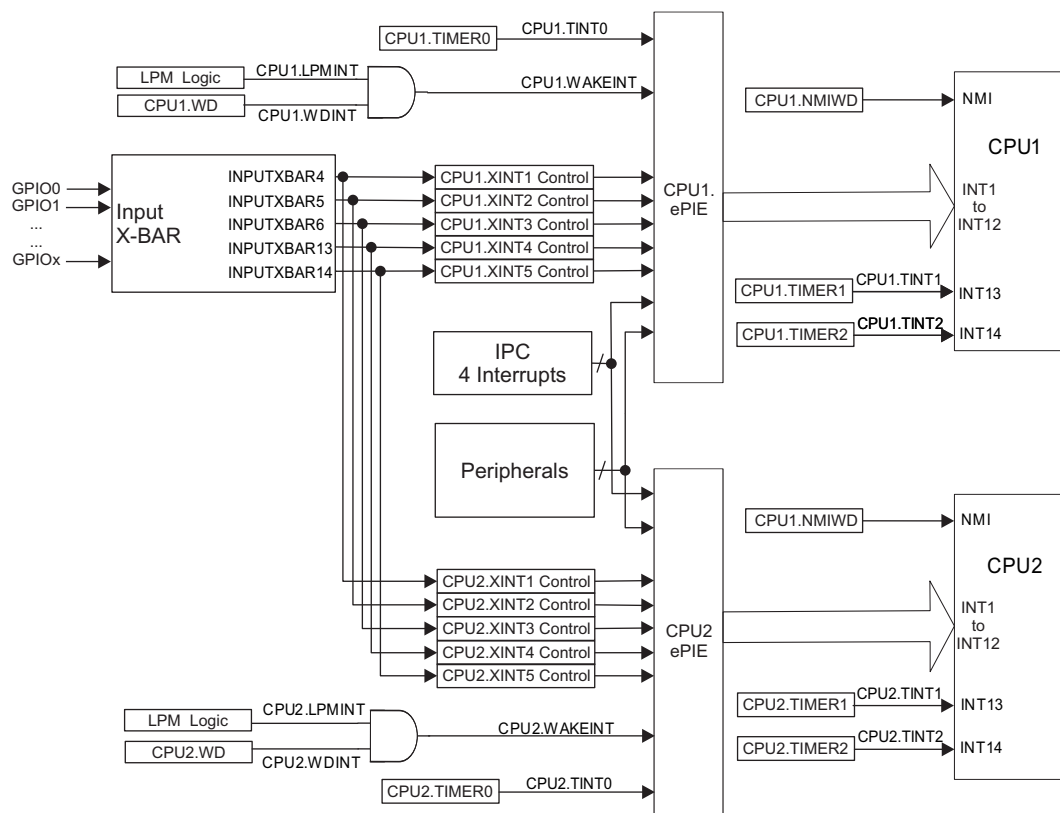 CPU1.TIMER0
CPU1.TINT0
LPM Logic
CPU1.LPMINT
CPU1.WD
CPU1.WDINT
CPU1.WAKEINT
CPU1.NMIWD
NMI
CPU1
GPIO0
GPIO1
...
...
GPIOx
Input
X-BAR
INPUTXBAR4
INPUTXBAR5
INPUTXBAR6
INPUTXBAR13
INPUTXBAR14
CPU1.XINT1 Control
CPU1.XINT2 Control
CPU1.XINT3 Control
CPU1.XINT4 Control
CPU1.XINT5 Control
CPU1.
ePIE
INT1
to
INT12
CPU1.TIMER1
CPU1.TINT1
INT13
CPU1.TIMER2
CPU1.TINT2
INT14
IPC
4 Interrupts
Peripherals
CPU1.NMIWD
NMI
CPU2
CPU2.XINT1 Control
CPU2.XINT2 Control
CPU2.XINT3 Control
CPU2.XINT4 Control
CPU2.XINT5 Control
CPU2
ePIE
INT1
to
INT12
CPU2.TIMER1
CPU2.TINT1
INT13
CPU2.TIMER2
CPU2.TINT2
INT14
LPM Logic
CPU2.LPMINT
CPU2.WD
CPU2.WDINT
CPU2.WAKEINT
CPU2.TIMER0
CPU2.TINT0